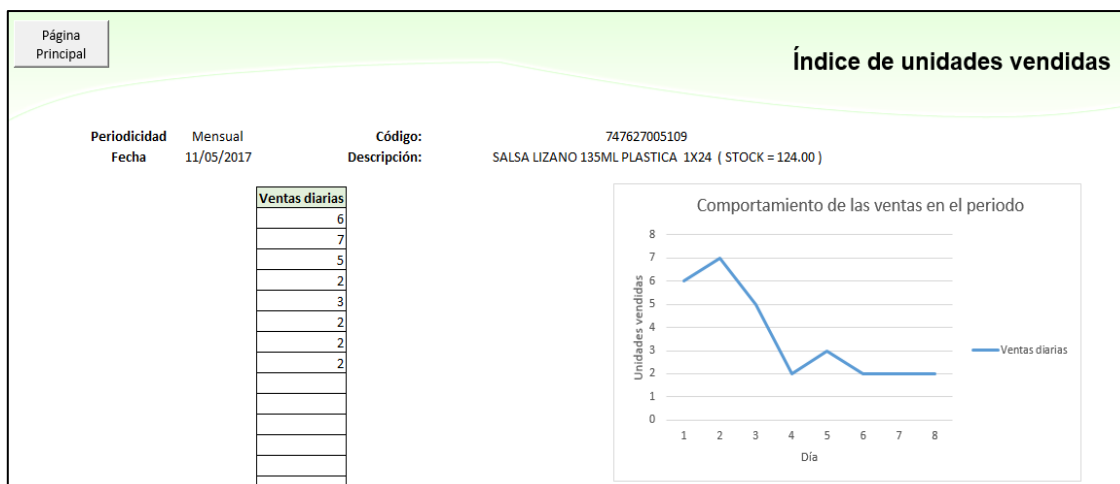 Página
Principal
Índice de unidades vendidas
Periodicidad Mensual Código: 747627005109
Fecha 11/05/2017 Descripción: SALSA LIZANO 135ML PLASTICA 1X24 ( STOCK = 124.00 )
Ventas diarias
6
7
5
2
3
2
2
2
Comportamiento de las ventas en el periodo
Unidades vendidas
8
7
6
5
4
3
2
1
0
1 2 3 4 5 6 7 8
Día
Ventas diarias